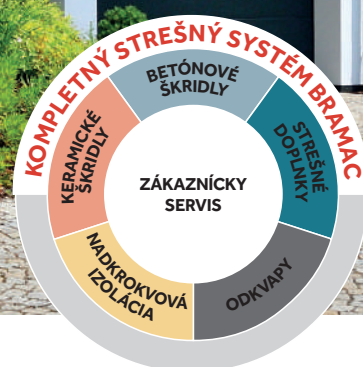 KOMPLETNÝ STREŠNÝ SYSTÉM BRAMAC
BETÓNOVÉ
ŠKRIDLY
STREŠNÉ
DOPLNKY
ODKVAPY
NADKROKVOVÁ
IZOLÁCIA
KERAMICKÉ
ŠKRIDLY
ZÁKAZNÍCKY
SERVIS